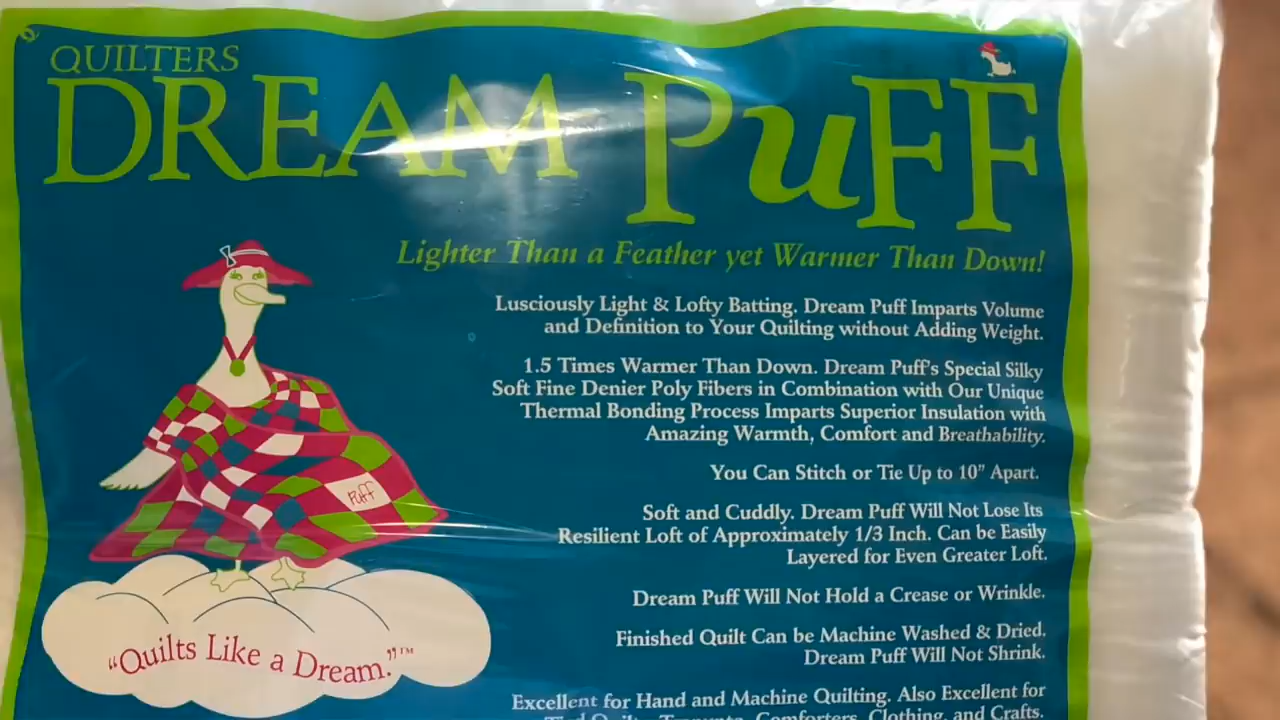 QUILTERS
DREAM PuFF
Lighter Than a Feather yet Warmer Than Down!
Lusciously Light & Lofty Batting. Dream Puff Imparts Volume
and Definition to Your Quilting without Adding Weight.
1.5 Times Warmer Than Down. Dream Puff's Special Silky
Soft Fine Denier Poly Fibers in Combination with Our Unique
Thermal Bonding Process Imparts Superior Insulation with
Amazing Warmth, Comfort and Breathability.
You Can Stitch or Tie Up to 10" Apart.
Soft and Cuddly. Dream Puff Will Not Lose Its
Resilient Loft of Approximately 1/3 Inch. Can be Easily
Layered for Even Greater Loft.
Dream Puff Will Not Hold a Crease or Wrinkle.
Finished Quilt Can be Machine Washed & Dried.
Dream Puff Will Not Shrink.
Excellent for Hand and Machine Quilting. Also Excellent for
Tied Quilts, Trapunto, Comforters, Clothing, and Crafts.
Puff
"Quilts Like a Dream."™